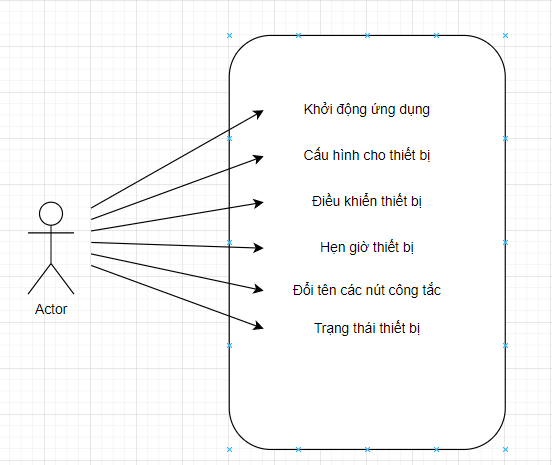 Khởi động ứng dụng
Cấu hình cho thiết bị
Điều khiển thiết bị
Hẹn giờ thiết bị
Đổi tên các nút công tắc
Trạng thái thiết bị
Actor